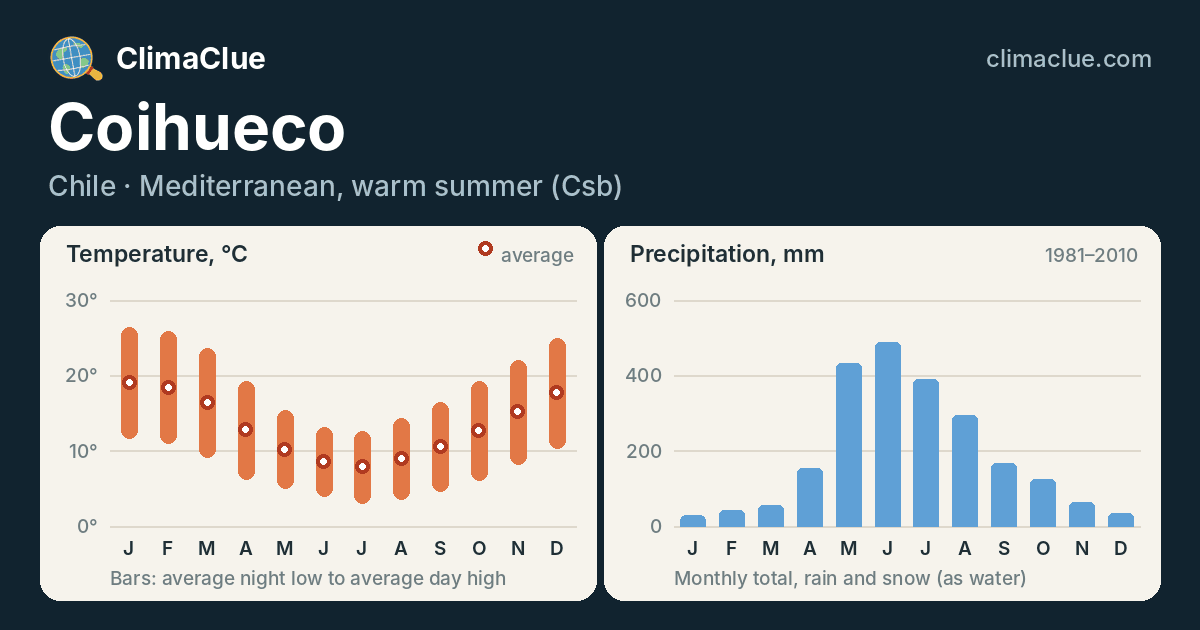 ClimaClue
climaclue.com
Coihueco
Chile · Mediterranean, warm summer (Csb)
Temperature, °C
average
30°
20°
10°
0°
J F M A M J J A S O N D
Bars: average night low to average day high
Precipitation, mm
1981–2010
600
400
200
0
J F M A M J J A S O N D
Monthly total, rain and snow (as water)